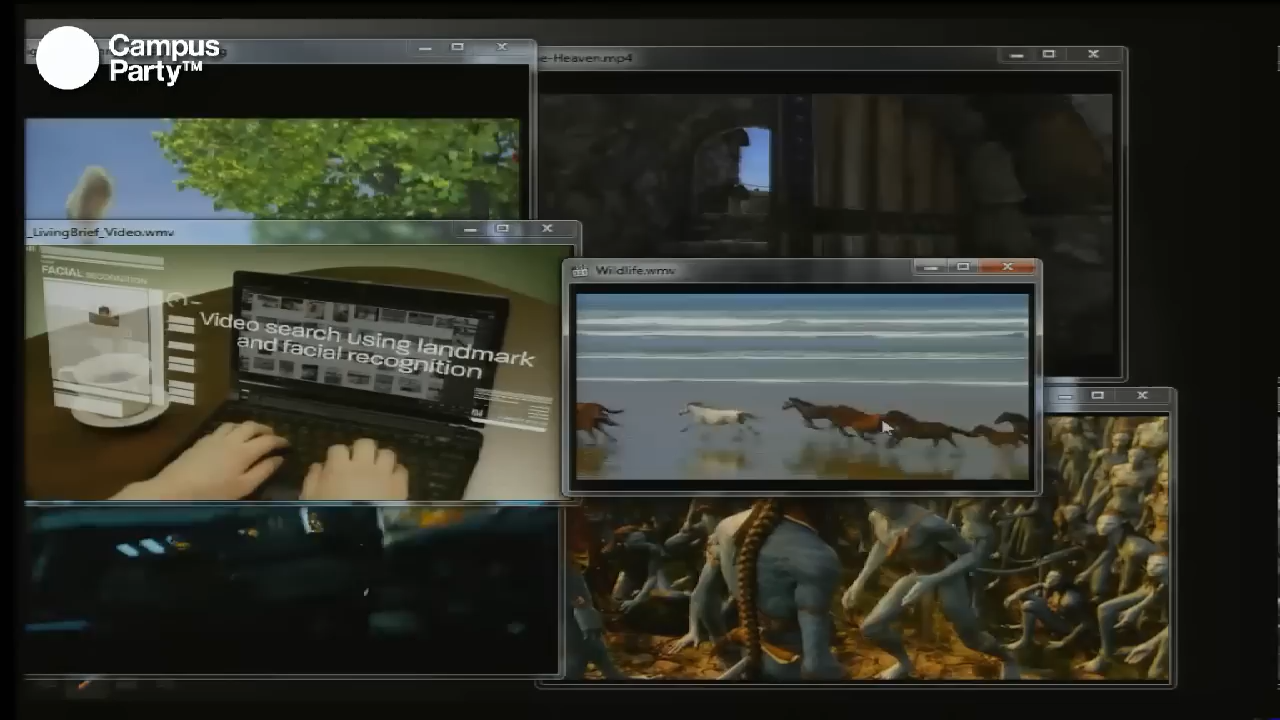 Campus
Party™
e-Heaven.mp4
_LivingBrief_Video.wmv
FACIAL RECOGNITION
Video search using landmark
and facial recognition
Wildlife.wmv